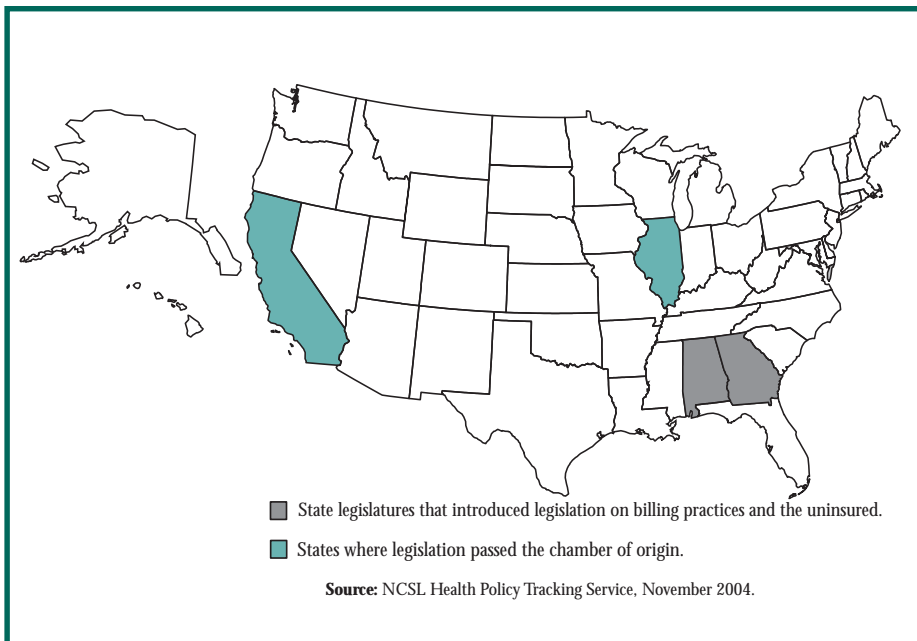 State legislatures that introduced legislation on billing practices and the uninsured.
States where legislation passed the chamber of origin.
Source: NCSL Health Policy Tracking Service, November 2004.